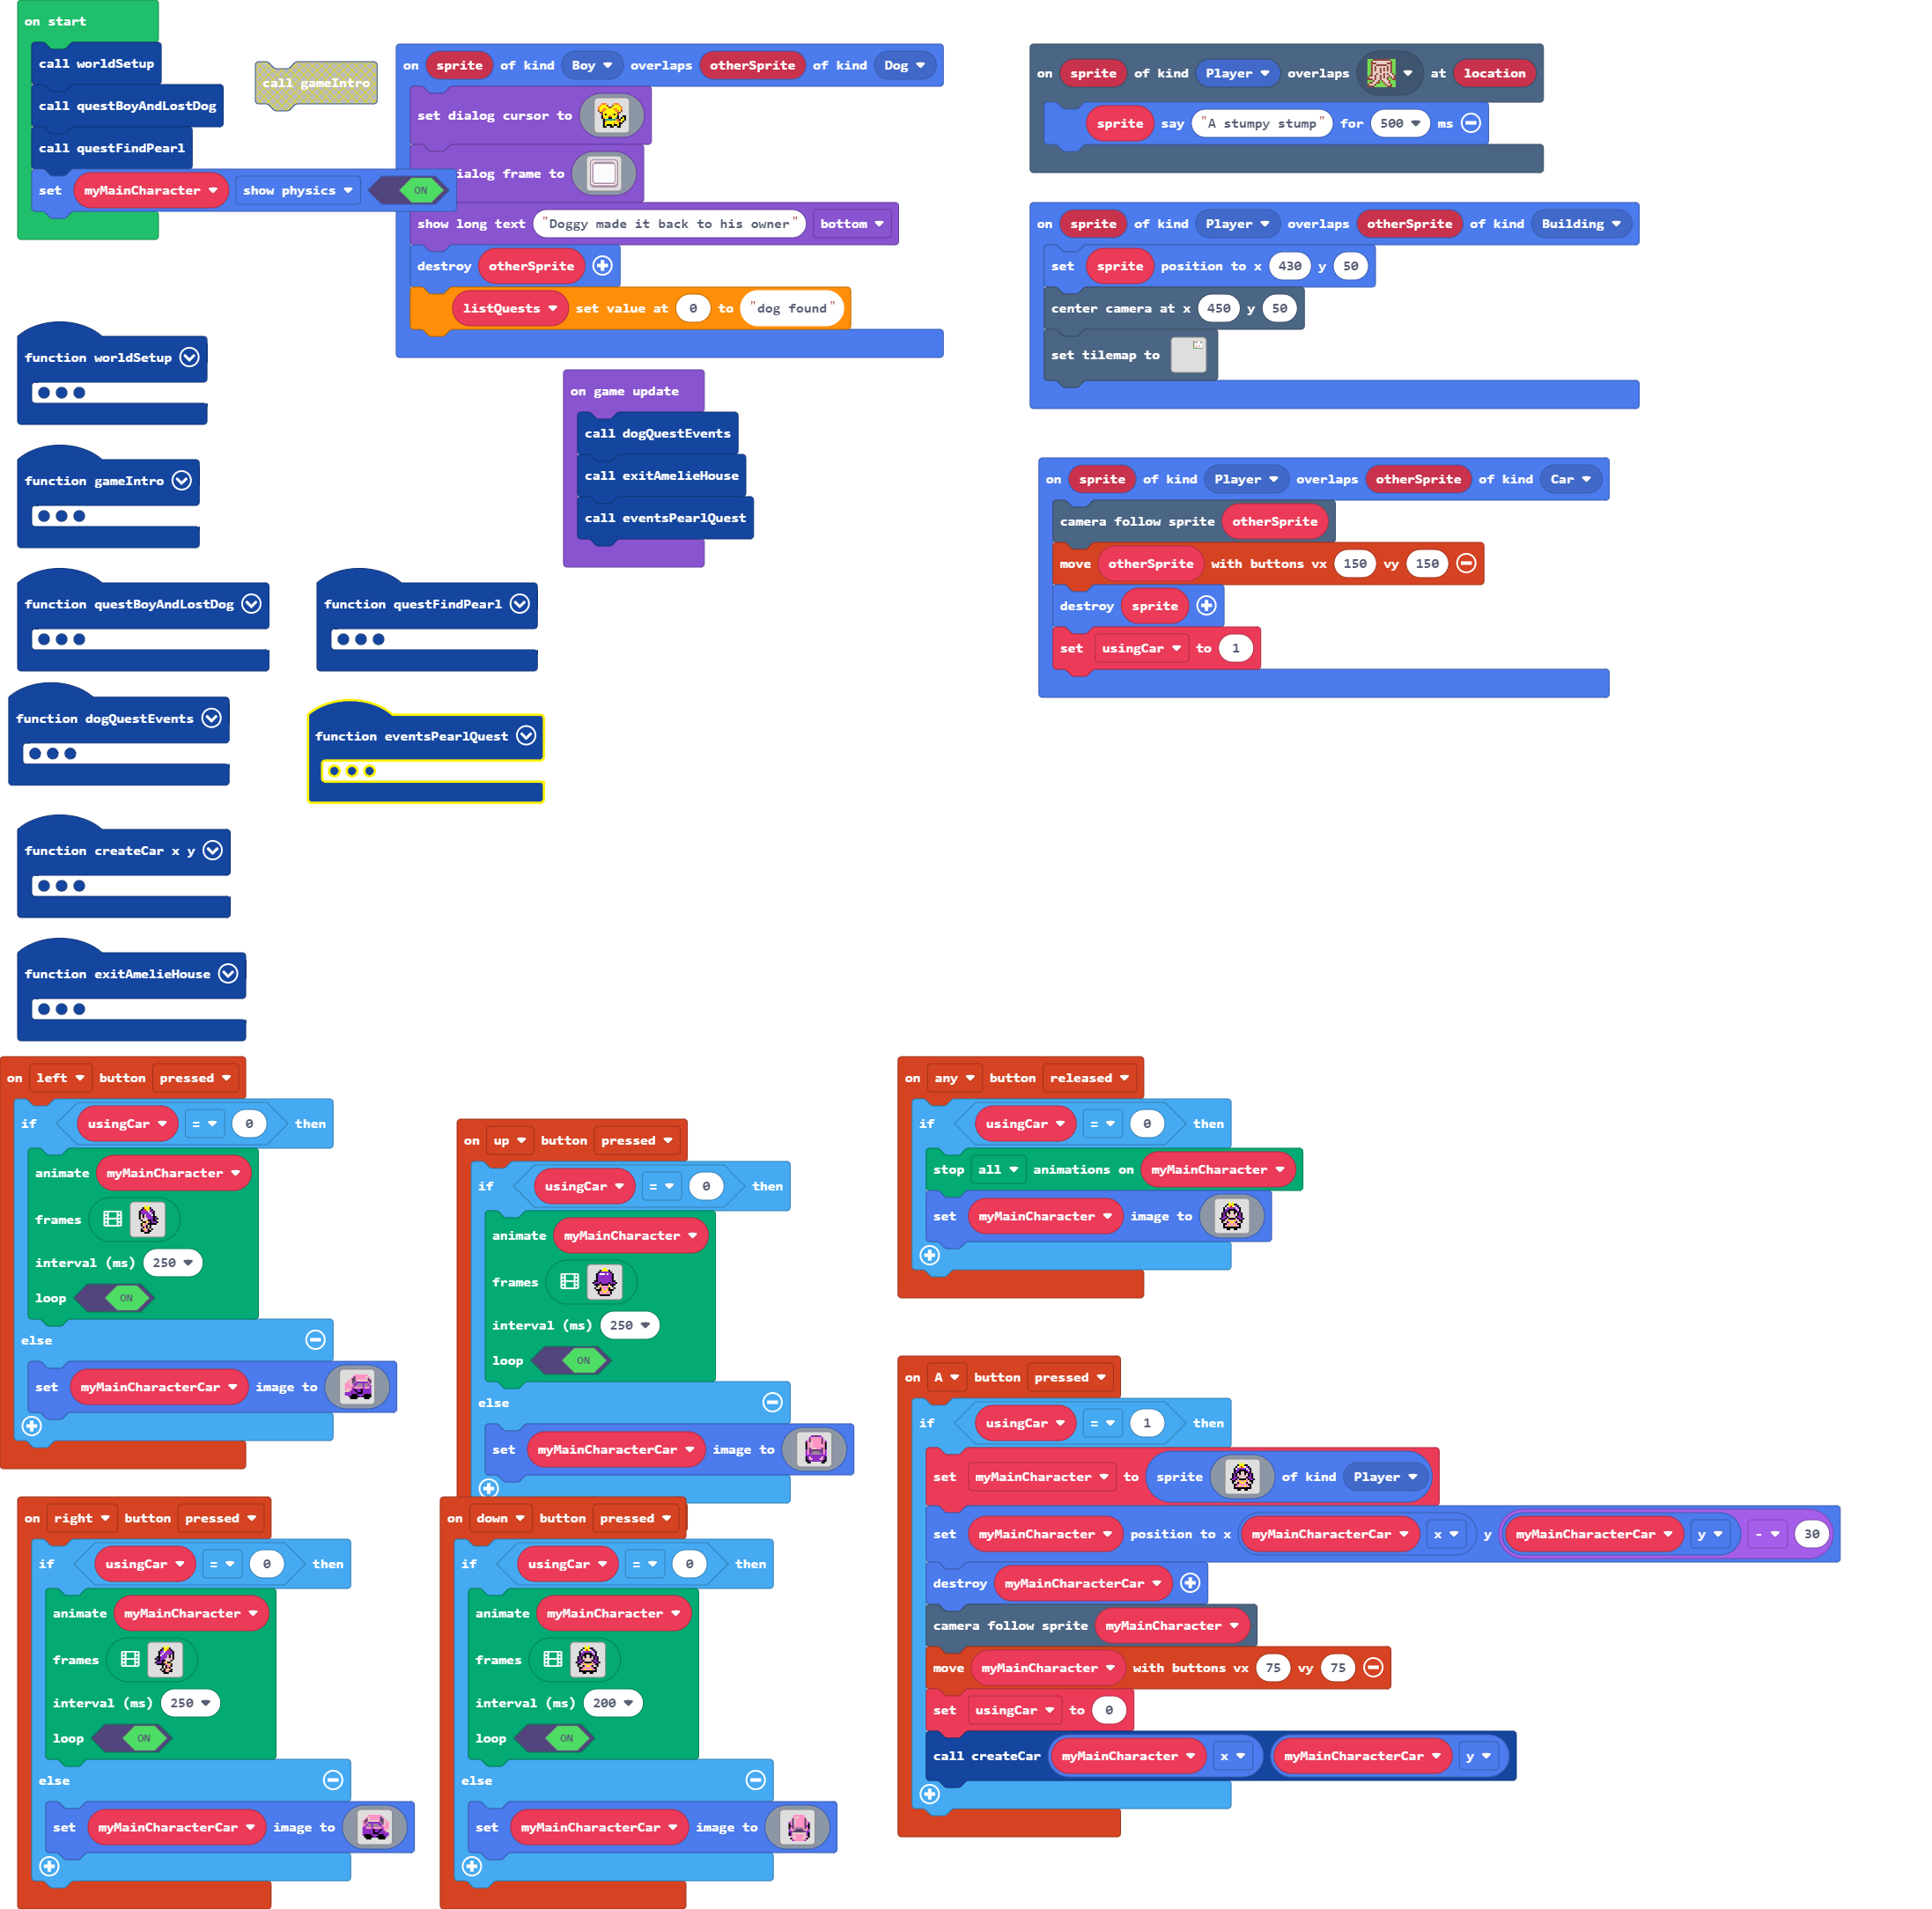 on start
call worldSetup
call questBoyAndLostDog
call questFindPearl
set myMainCharacter show physics ON
call gameIntro
on sprite of kind Boy overlaps otherSprite of kind Dog
set dialog cursor to
ialog frame to
show long text "Doggy made it back to his owner" bottom
destroy otherSprite
listQuests set value at 0 to "dog found"
on sprite of kind Player overlaps at location
sprite say "A stumpy stump" for 500 ms
on sprite of kind Player overlaps otherSprite of kind Building
set sprite position to x 430 y 50
center camera at x 450 y 50
set tilemap to
function worldSetup
function gameIntro
on game update
call dogQuestEvents
call exitAmelieHouse
call eventsPearlQuest
on sprite of kind Player overlaps otherSprite of kind Car
camera follow sprite otherSprite
move otherSprite with buttons vx 150 vy 150
destroy sprite
set usingCar to 1
function questBoyAndLostDog
function questFindPearl
function dogQuestEvents
function eventsPearlQuest
function createCar x y
function exitAmelieHouse
on left button pressed
if usingCar = 0 then
animate myMainCharacter
frames
interval (ms) 250
loop ON
else
set myMainCharacterCar image to
on up button pressed
if usingCar = 0 then
animate myMainCharacter
frames
interval (ms) 250
loop ON
else
set myMainCharacterCar image to
on any button released
if usingCar = 0 then
stop all animations on myMainCharacter
set myMainCharacter image to
on right button pressed
if usingCar = 0 then
animate myMainCharacter
frames
interval (ms) 250
loop ON
else
set myMainCharacterCar image to
on down button pressed
if usingCar = 0 then
animate myMainCharacter
frames
interval (ms) 200
loop ON
else
set myMainCharacterCar image to
on A button pressed
if usingCar = 1 then
set myMainCharacter to sprite of kind Player
set myMainCharacter position to x myMainCharacterCar x y myMainCharacterCar y - 30
destroy myMainCharacterCar
camera follow sprite myMainCharacter
move myMainCharacter with buttons vx 75 vy 75
set usingCar to 0
call createCar myMainCharacter x myMainCharacterCar y